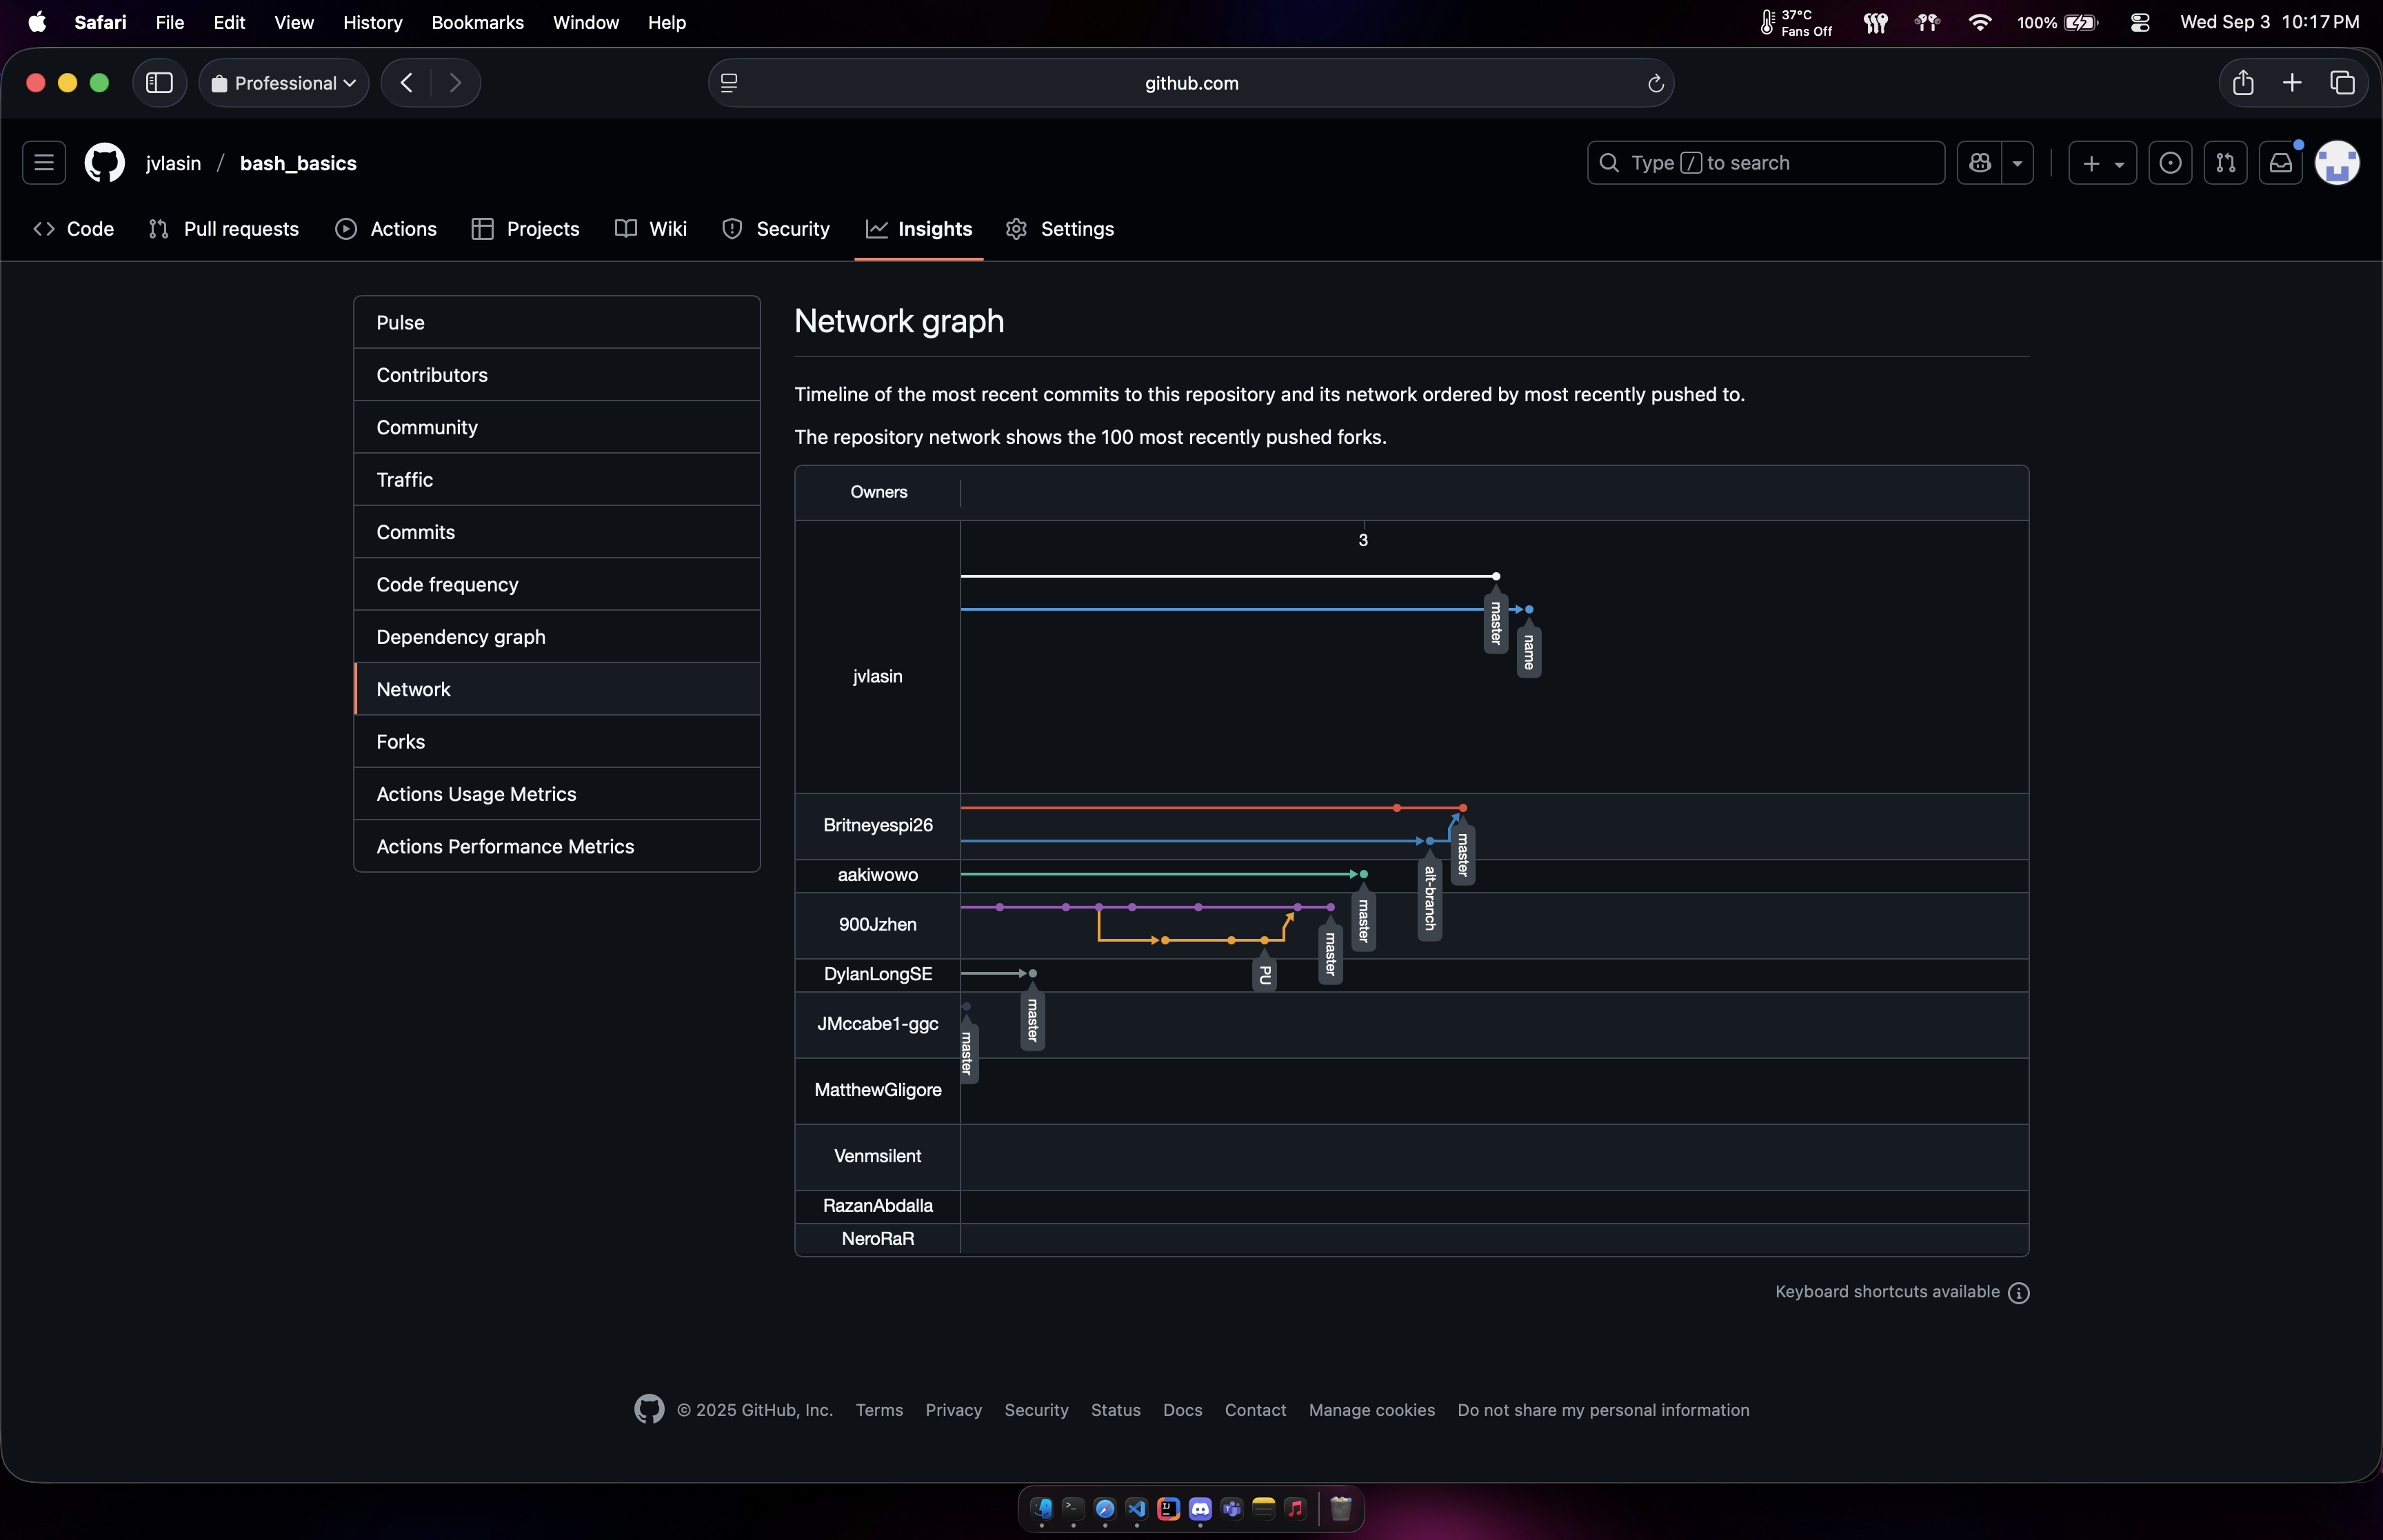 Safari File Edit View History Bookmarks Window Help 37°C Fans Off 100% Wed Sep 3 10:17 PM
Professional github.com
jvlasin / bash_basics Type / to search
Code Pull requests Actions Projects Wiki Security Insights Settings
Pulse
Contributors
Community
Traffic
Commits
Code frequency
Dependency graph
Network
Forks
Actions Usage Metrics
Actions Performance Metrics
Network graph
Timeline of the most recent commits to this repository and its network ordered by most recently pushed to.
The repository network shows the 100 most recently pushed forks.
Owners
3
jvlasin
master
name
Britneyespi26
master
alt-branch
aakiwowo
master
900Jzhen
master
PU
DylanLongSE
master
JMccabe1-ggc
master
MatthewGligore
Venmsilent
RazanAbdalla
NeroRaR
Keyboard shortcuts available
© 2025 GitHub, Inc. Terms Privacy Security Status Docs Contact Manage cookies Do not share my personal information